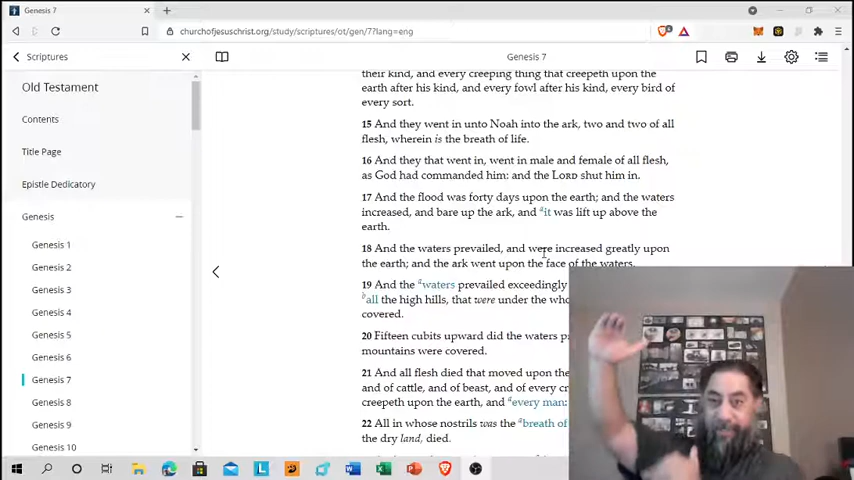 Genesis 7
churchofjesuschrist.org/study/scriptures/ot/gen/7?lang=eng
Scriptures
Genesis 7
Old Testament
Contents
Title Page
Epistle Dedicatory
Genesis
Genesis 1
Genesis 2
Genesis 3
Genesis 4
Genesis 5
Genesis 6
Genesis 7
Genesis 8
Genesis 9
Genesis 10
their kind, and every creeping thing that creepeth upon the
earth after his kind, and every fowl after his kind, every bird of
every sort.
15 And they went in unto Noah into the ark, two and two of all
flesh, wherein is the breath of life.
16 And they that went in, went in male and female of all flesh,
as God had commanded him: and the LORD shut him in.
17 And the flood was forty days upon the earth; and the waters
increased, and bare up the ark, and a it was lift up above the
earth.
18 And the waters prevailed, and were increased greatly upon
the earth; and the ark went upon the face of the waters.
19 And the a waters prevailed exceedingly
b all the high hills, that were under the
covered.
20 Fifteen cubits upward did the waters
mountains were covered.
21 And all flesh died that moved upon the
and of cattle, and of beast, and of every
creepeth upon the earth, and a every man:
22 All in whose nostrils was the a breath of
the dry land, died.